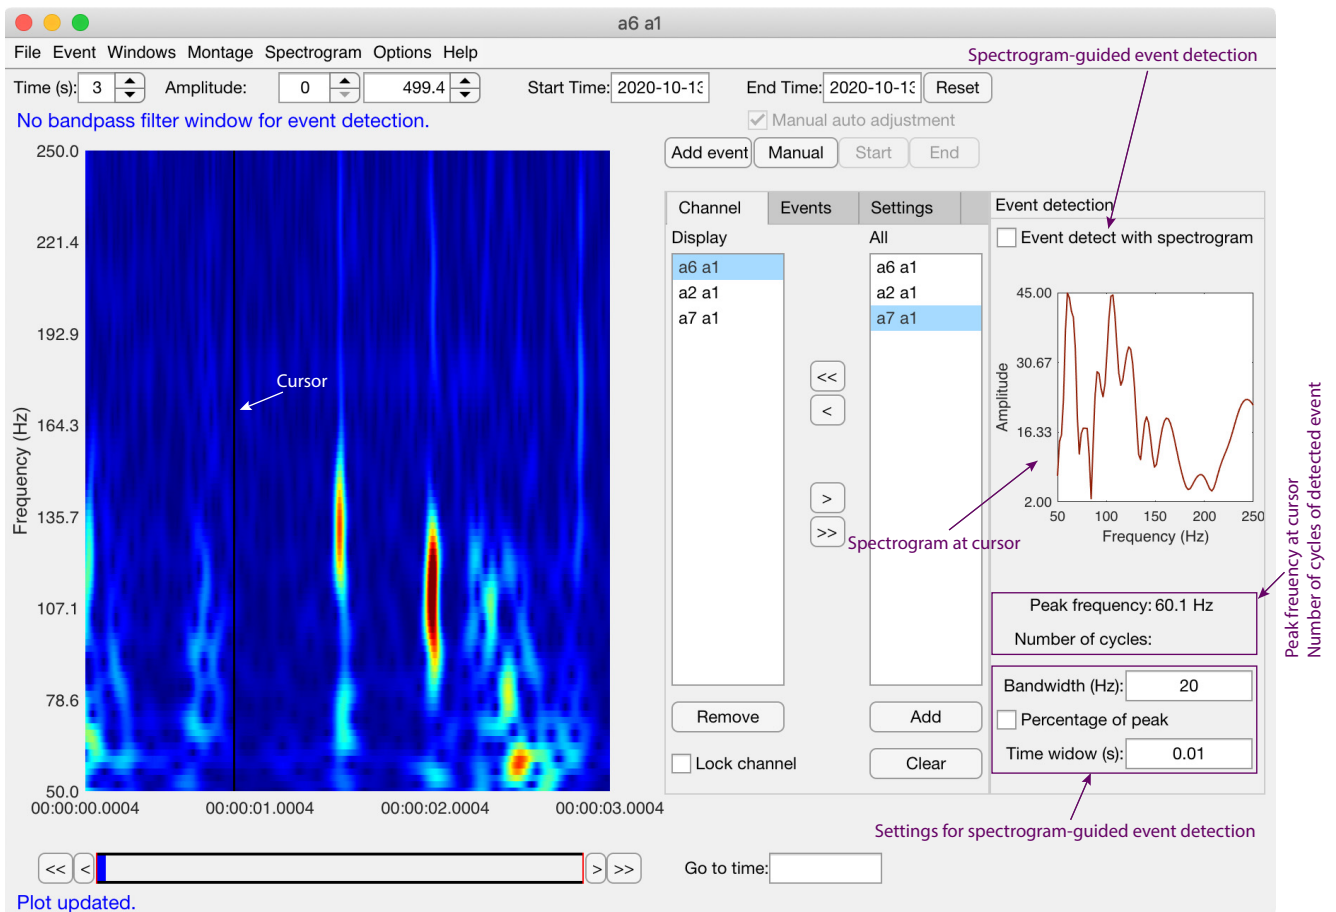 a6 a1
File Event Windows Montage Spectrogram Options Help
Spectrogram-guided event detection
Time (s): 3 Amplitude: 0 499.4 Start Time: 2020-10-13 End Time: 2020-10-13 Reset
No bandpass filter window for event detection.
Manual auto adjustment
Add event Manual Start End
Channel Events Settings
Event detection
Display All
Event detect with spectrogram
a6 a1
a2 a1
a7 a1
a6 a1
a2 a1
a7 a1
<<
<
>
>>
Remove Add
Lock channel Clear
250.0
221.4
192.9
164.3
135.7
107.1
78.6
50.0
Frequency (Hz)
Cursor
00:00:00.0004 00:00:01.0004 00:00:02.0004 00:00:03.0004
45.00
30.67
16.33
2.00
Amplitude
50 100 150 200 250
Frequency (Hz)
Spectrogram at cursor
Peak frequency: 60.1 Hz
Number of cycles:
Peak freuency at cursor
Number of cycles of detected event
Bandwidth (Hz): 20
Percentage of peak
Time widow (s): 0.01
Settings for spectrogram-guided event detection
<< < > >> Go to time:
Plot updated.